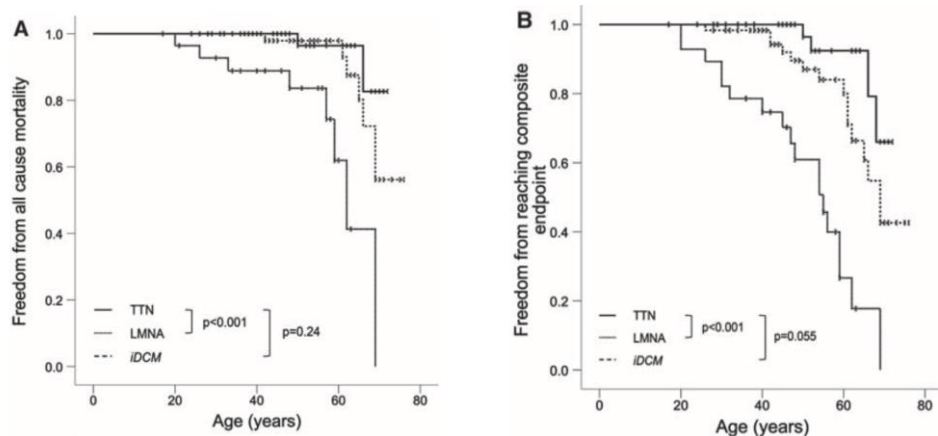 A
Freedom from all cause mortality
1.0
0.8
0.6
0.4
0.2
0.0
TTN
LMNA
iDCM
p<0.001
p=0.24
0 20 40 60 80
Age (years)
B
Freedom from reaching composite
endpoint
1.0
0.8
0.6
0.4
0.2
0.0
TTN
LMNA
iDCM
p<0.001
p=0.055
0 20 40 60 80
Age (years)